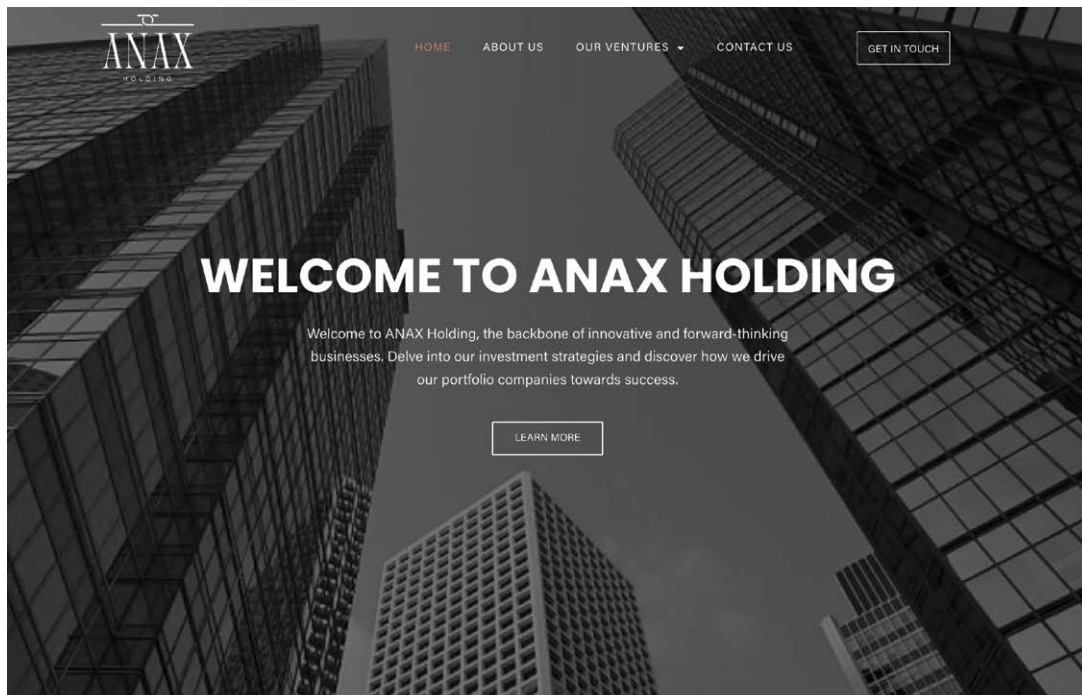 ANAX
HOLDING
HOME
ABOUT US
OUR VENTURES
CONTACT US
GET IN TOUCH
WELCOME TO ANAX HOLDING
Welcome to ANAX Holding, the backbone of innovative and forward-thinking
businesses. Delve into our investment strategies and discover how we drive
our portfolio companies towards success.
LEARN MORE